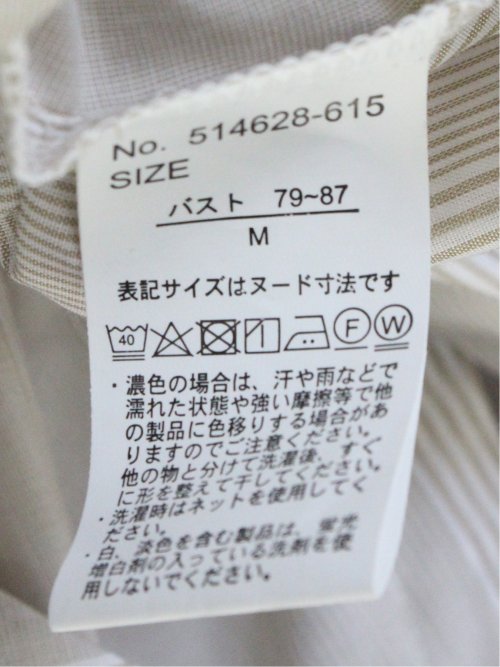 No. 514628-615
SIZE
バスト 79~87
M
表記サイズはヌード寸法です
40 F W
・濃色の場合は、汗や雨などで
濡れた状態や強い摩擦等で他
の製品に色移りする場合があ
りますのでご注意ください。
他の物と分けて洗濯後、すぐ
に形を整えて干してください。
・洗濯時はネットを使用してく
ださい。
・白、淡色を含む製品は、蛍光
増白剤の入っている洗剤を使
用しないでください。